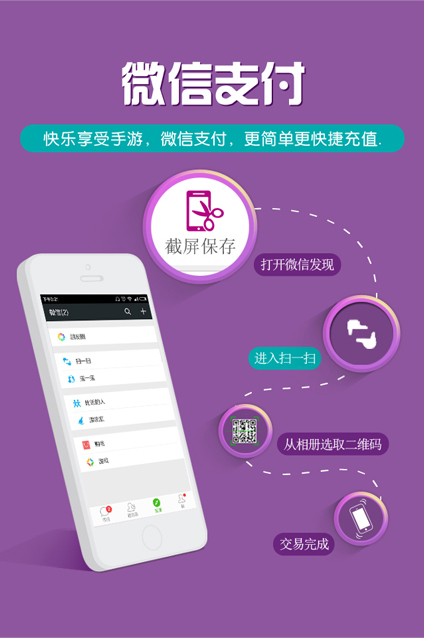 微信支付
快乐享受手游，微信支付，更简单更快捷充值.
截屏保存
打开微信发现
进入扫一扫
从相册选取二维码
交易完成
微信(2)
朋友圈
扫一扫
摇一摇
附近的人
漂流瓶
购物
游戏